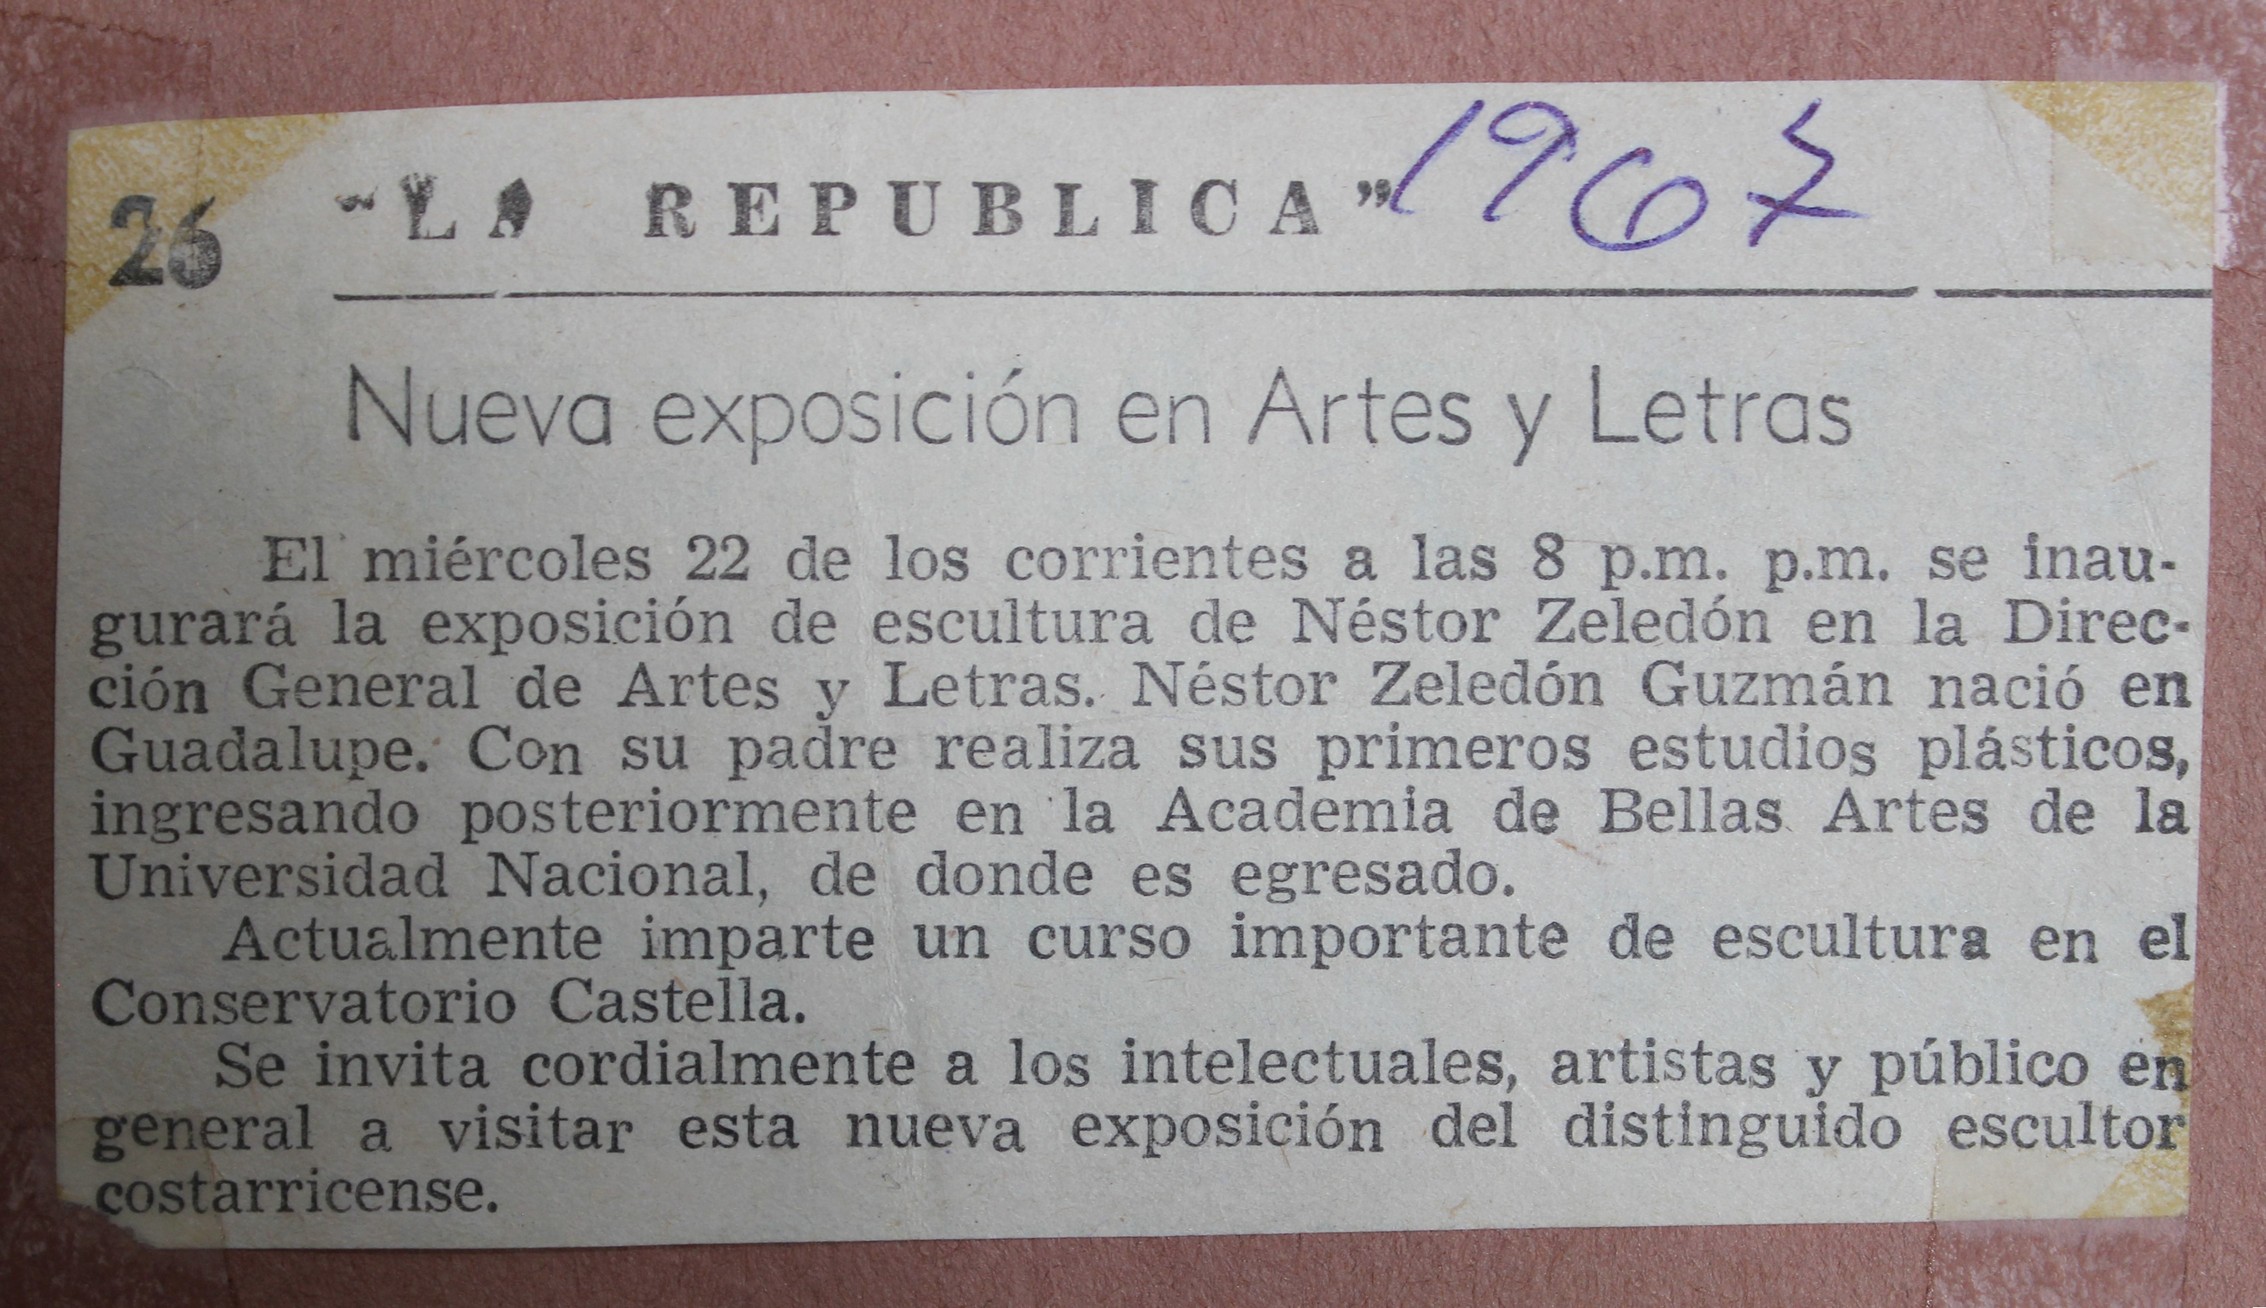 26 "LA REPUBLICA" 1967
Nueva exposición en Artes y Letras
El miércoles 22 de los corrientes a las 8 p.m. p.m. se inau-
gurará la exposición de escultura de Néstor Zeledón en la Direc-
ción General de Artes y Letras. Néstor Zeledón Guzmán nació en
Guadalupe. Con su padre realiza sus primeros estudios plásticos,
ingresando posteriormente en la Academia de Bellas Artes de la
Universidad Nacional, de donde es egresado.
Actualmente imparte un curso importante de escultura en el
Conservatorio Castella.
Se invita cordialmente a los intelectuales, artistas y público en
general a visitar esta nueva exposición del distinguido escultor
costarricense.